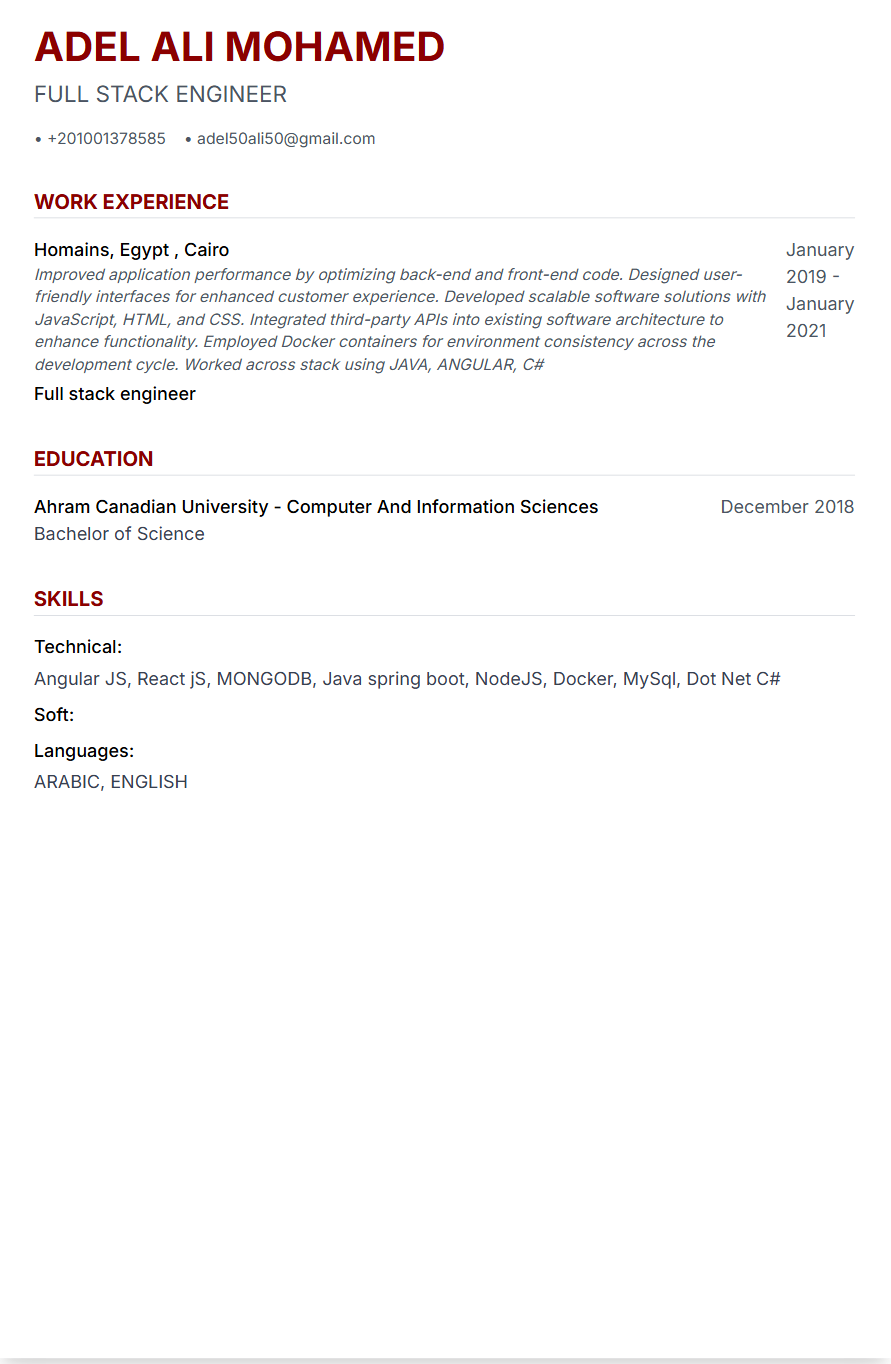 ADEL ALI MOHAMED
FULL STACK ENGINEER
• +201001378585 • adel50ali50@gmail.com
WORK EXPERIENCE
Homains, Egypt , Cairo
January 2019 - January 2021
Improved application performance by optimizing back-end and front-end code. Designed user-
friendly interfaces for enhanced customer experience. Developed scalable software solutions with
JavaScript, HTML, and CSS. Integrated third-party APIs into existing software architecture to
enhance functionality. Employed Docker containers for environment consistency across the
development cycle. Worked across stack using JAVA, ANGULAR, C#
Full stack engineer
EDUCATION
Ahram Canadian University - Computer And Information Sciences December 2018
Bachelor of Science
SKILLS
Technical:
Angular JS, React jS, MONGODB, Java spring boot, NodeJS, Docker, MySql, Dot Net C#
Soft:
Languages:
ARABIC, ENGLISH